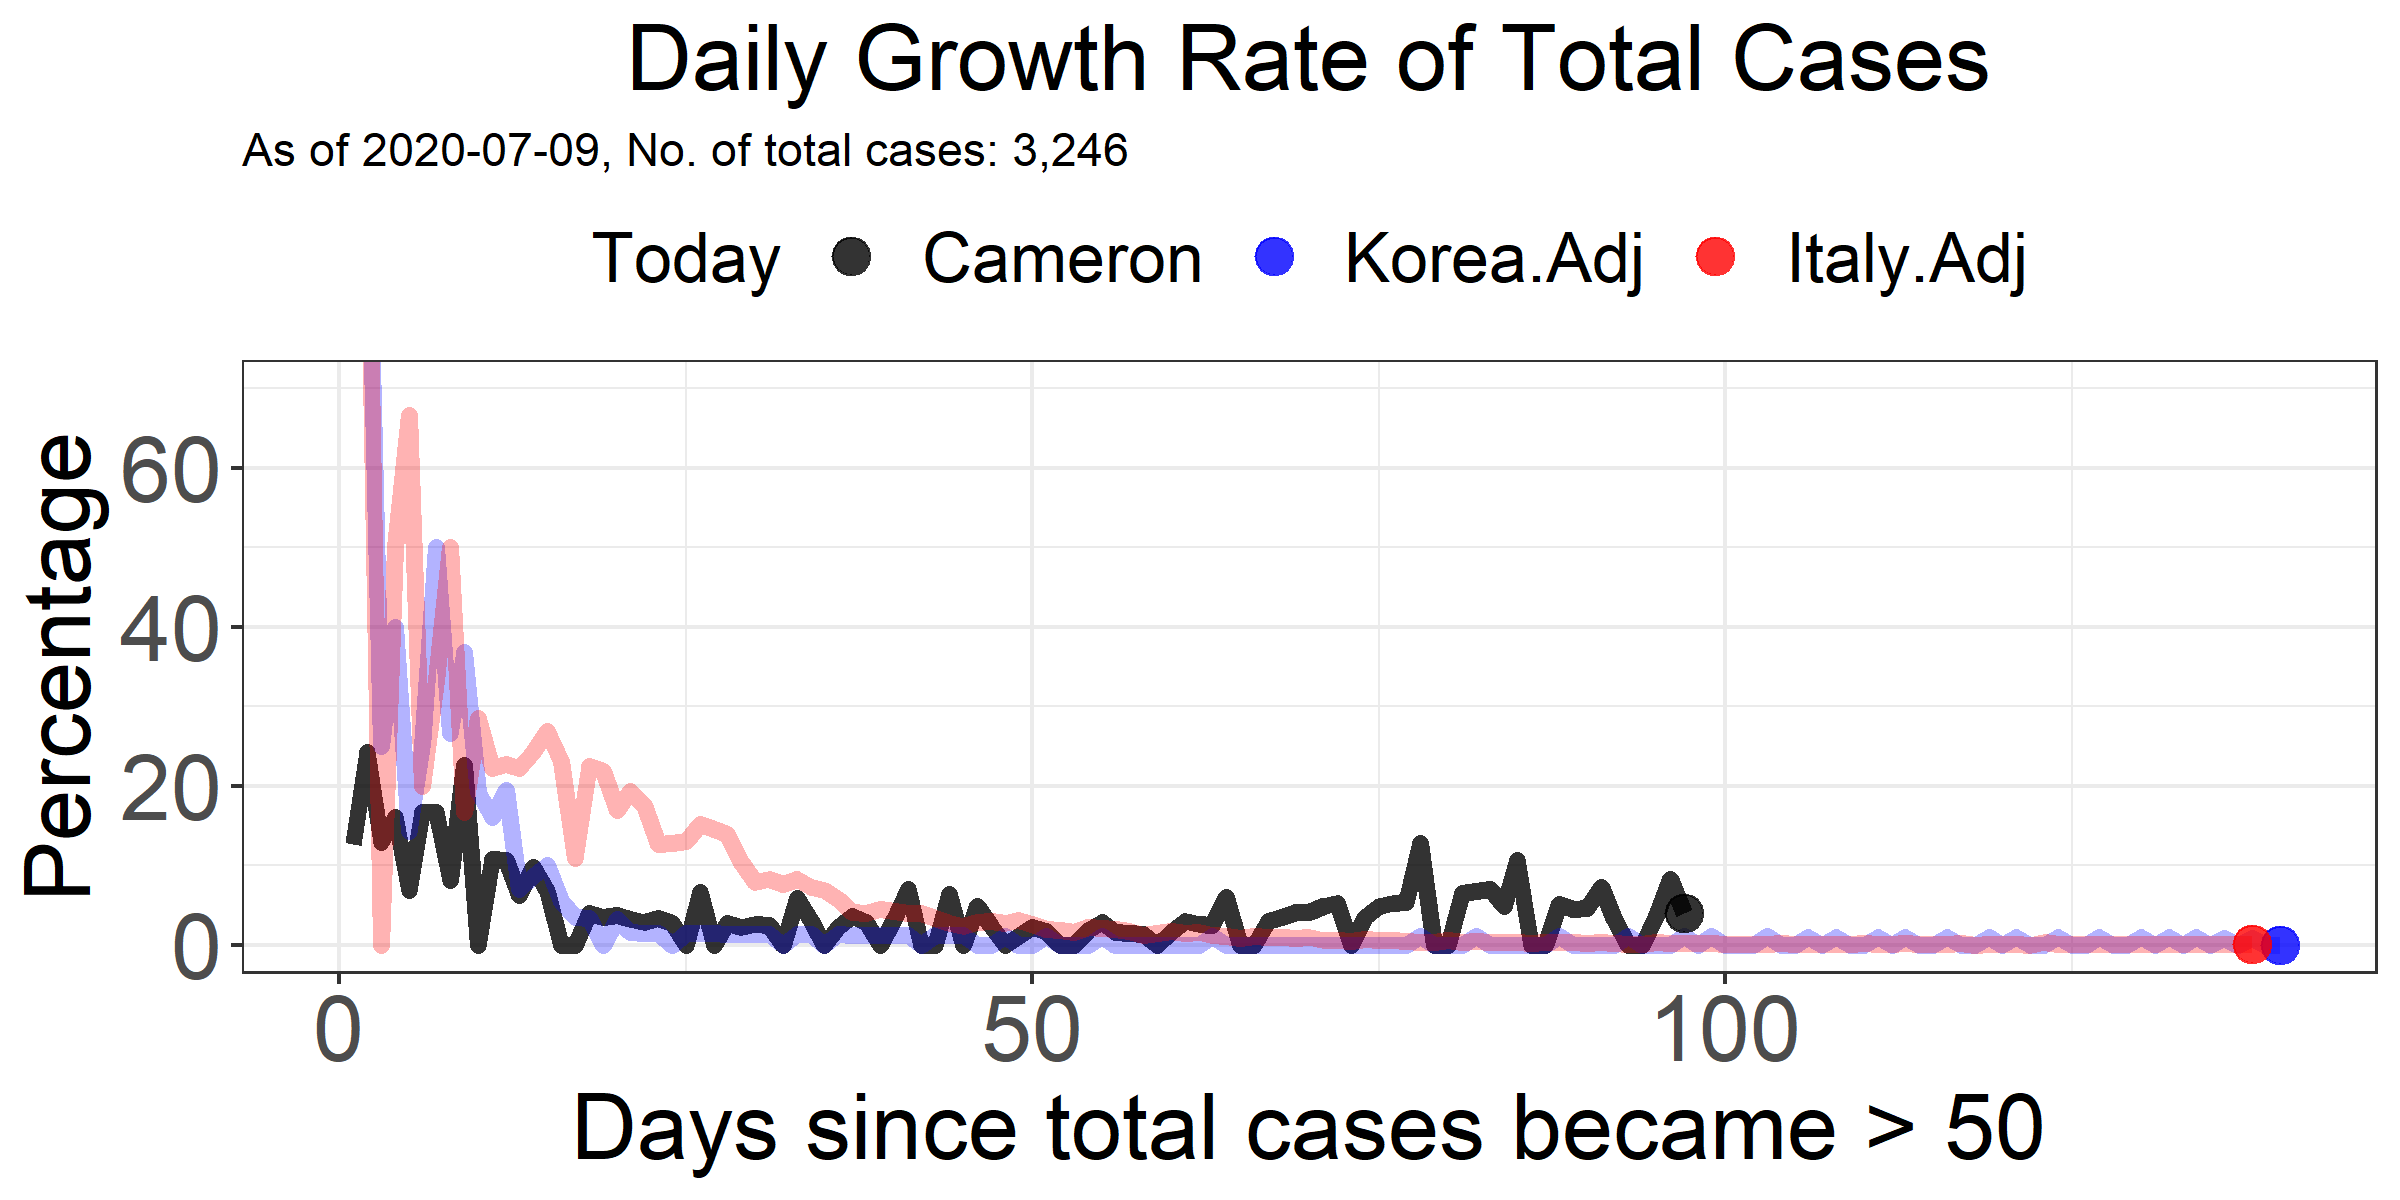 Daily Growth Rate of Total Cases
As of 2020-07-09, No. of total cases: 3,246
Today Cameron Korea.Adj Italy.Adj
Percentage
60
40
20
0
0 50 100
Days since total cases became > 50